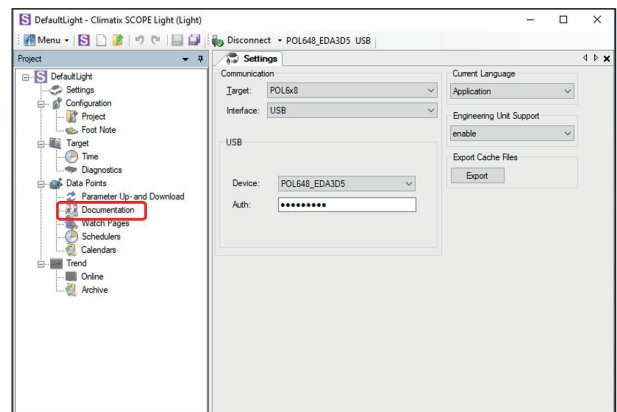 DefaultLight - Climatix SCOPE Light (Light)
Menu
Disconnect
POL648_EDA3D5 USB
Project
DefaultLight
Settings
Configuration
Project
Foot Note
Target
Time
Diagnostics
Data Points
Parameter Up- and Download
Documentation
Watch Pages
Schedulers
Calendars
Trend
Online
Archive
Settings
Communication
Target: POL6x8
Interface: USB
USB
Device: POL648_EDA3D5
Auth: •••••••••
Current Language
Application
Engineering Unit Support
enable
Export Cache Files
Export